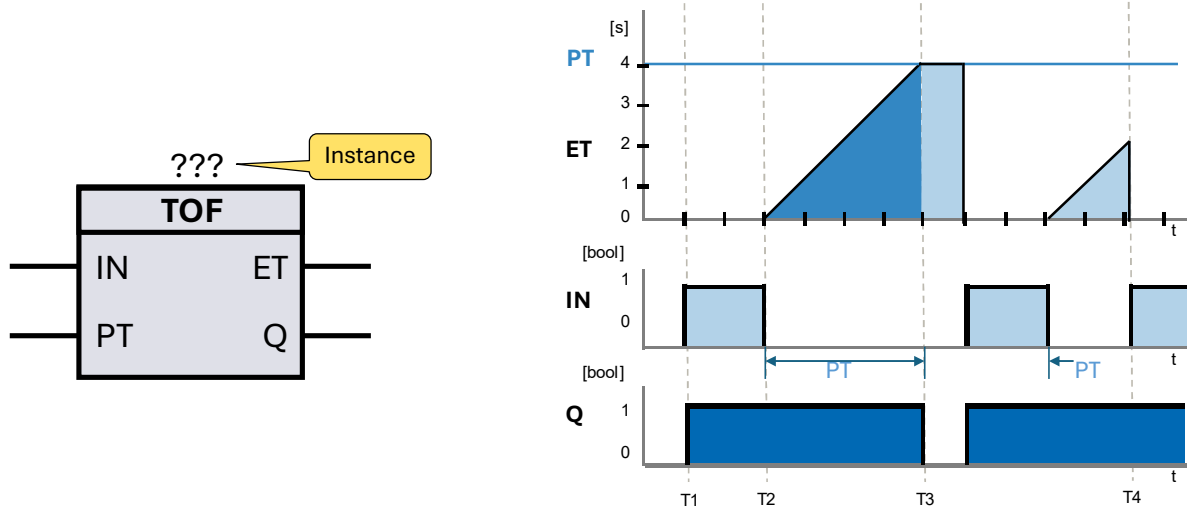 ???
Instance
TOF
IN ET
PT Q
[s]
PT
4
3
ET
2
1
0
t
[bool]
1
IN
0
t
PT
PT
[bool]
1
Q
0
t
T1 T2 T3 T4